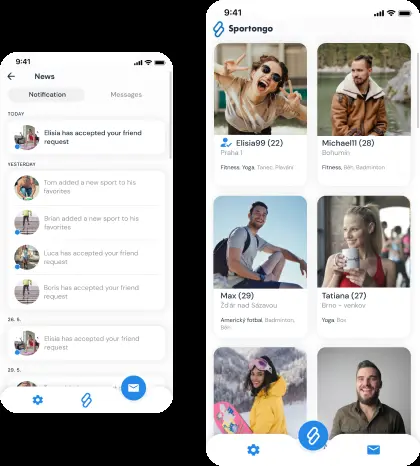 9:41
News
Notification
Messages
TODAY
Elisia has accepted your friend
request
YESTERDAY
Tom added a new sport to his
favorites
Brian added a new sport to his
favorites
Luca has accepted your friend
request
Boris has accepted your friend
request
26. 5.
Elisia has accepted your friend
request
29. 5.
9:41
Sportongo
Elisia99 (22)
Praha 1
Fitness, Yoga, Tanec, Plavání
Michael11 (28)
Bohumín
Fitness, Běh, Badminton
Max (29)
Žďár nad Sázavou
Americký fotbal, Badminton,
Běh
Tatiana (27)
Brno - venkov
Yoga, Box